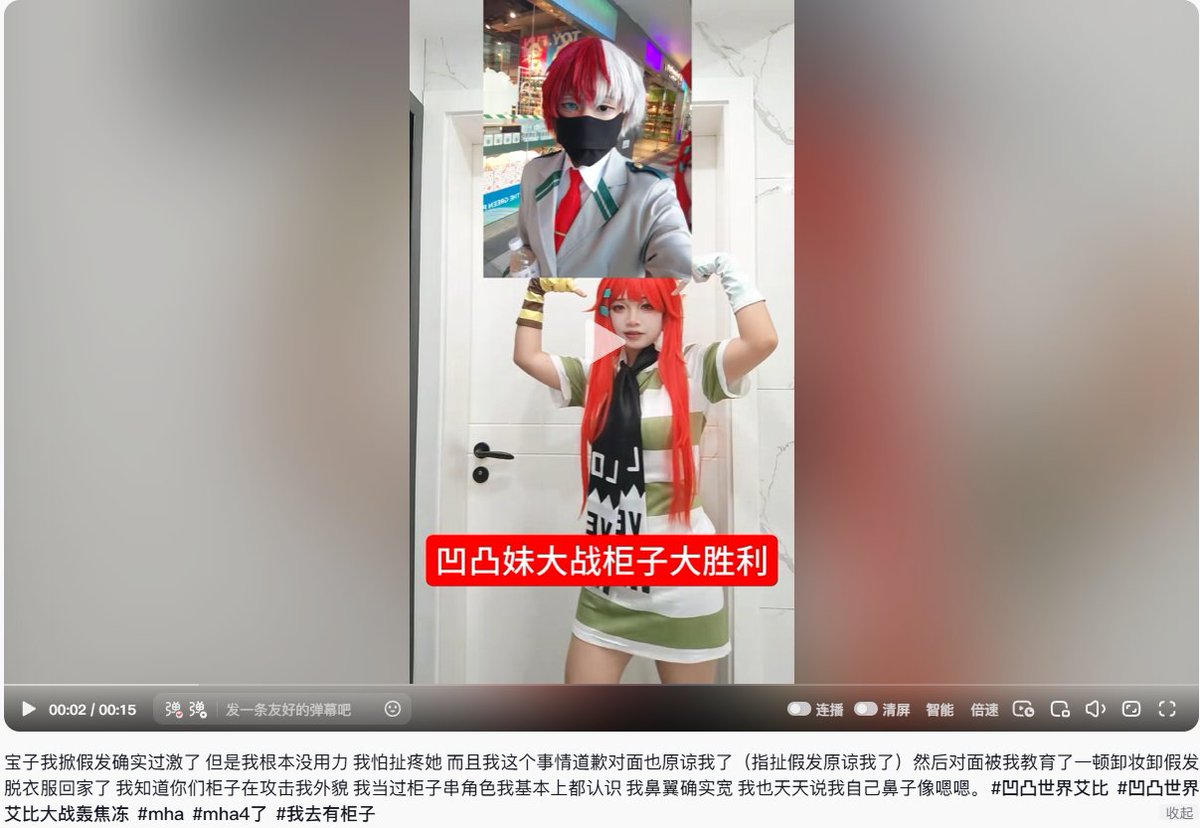 凹凸妹大战柜子大胜利
00:02 / 00:15
弹 弹
发一条友好的弹幕吧
连播
清屏
智能
倍速
宝子我掀假发确实过激了 但是我根本没用力 我怕扯疼她 而且我这个事情道歉对面也原谅我了（指扯假发原谅我了）然后对面被我教育了一顿卸妆卸假发
脱衣服回家了 我知道你们柜子在攻击我外貌 我当过柜子串角色我基本上都认识 我鼻翼确实宽 我也天天说我自己鼻子像嗯嗯。#凹凸世界艾比 #凹凸世界
艾比大战轰焦冻 #mha #mha4了 #我去有柜子
收起